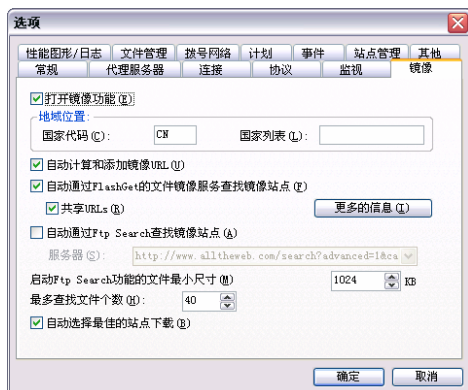 选项
性能图形/日志 文件管理 拨号网络 计划 事件 站点管理 其他
常规 代理服务器 连接 协议 监视 镜像
打开镜像功能(E)
地域位置:
国家代码(C): CN 国家列表(L):
自动计算和添加镜像URL(U)
自动通过FlashGet的文件镜像服务查找镜像站点(F)
共享URLs(R) 更多的信息(I)
自动通过Ftp Search查找镜像站点(A)
服务器(S): http://www.alltheweb.com/search?advanced=1&ca
启动Ftp Search功能的文件最小尺寸(M) 1024 KB
最多查找文件个数(H): 40
自动选择最佳的站点下载(B)
确定 取消